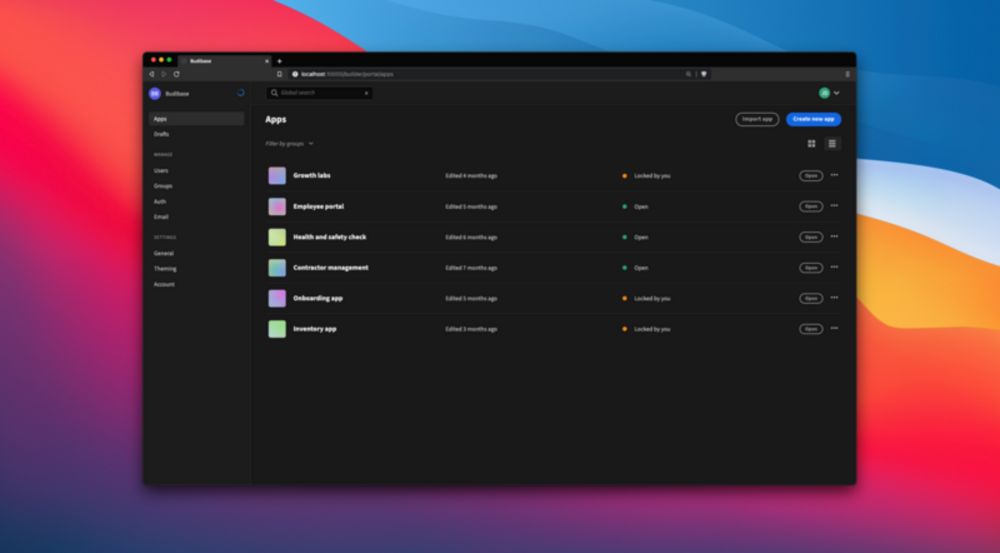 Budibase
localhost:10000/builder/portal/apps
Budibase
Global search
Apps
Drafts
MANAGE
Users
Groups
Auth
Email
SETTINGS
General
Theming
Account
Apps
Import app
Create new app
Filter by groups
Growth labs Edited 4 months ago Locked by you Open
Employee portal Edited 5 months ago Open Open
Health and safety check Edited 6 months ago Open Open
Contractor management Edited 7 months ago Open Open
Onboarding app Edited 5 months ago Locked by you Open
Inventory app Edited 3 months ago Locked by you Open